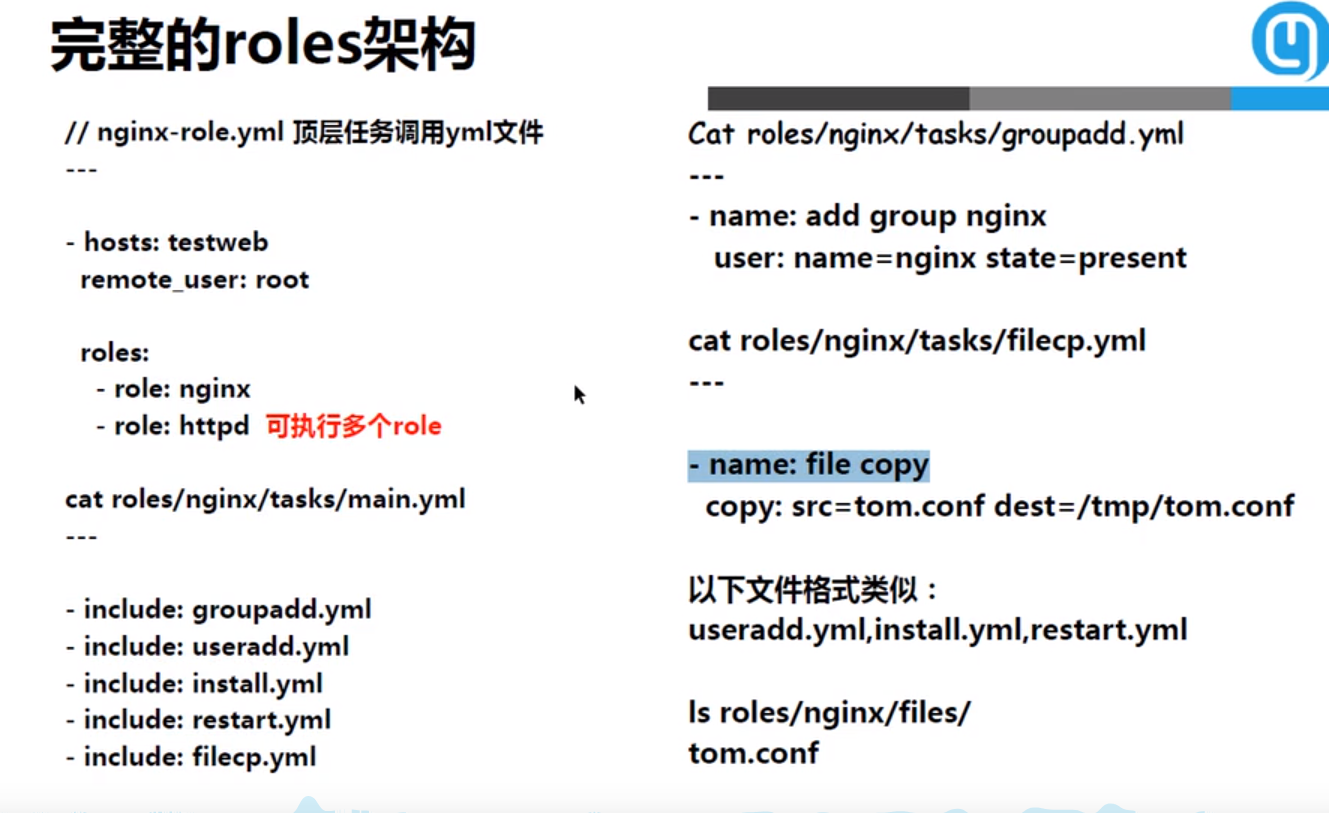 完整的roles架构
// nginx-role.yml 顶层任务调用yml文件
---
- hosts: testweb
remote_user: root
roles:
- role: nginx
- role: httpd 可执行多个role
cat roles/nginx/tasks/main.yml
---
- include: groupadd.yml
- include: useradd.yml
- include: install.yml
- include: restart.yml
- include: filecp.yml
Cat roles/nginx/tasks/groupadd.yml
---
- name: add group nginx
user: name=nginx state=present
cat roles/nginx/tasks/filecp.yml
---
- name: file copy
copy: src=tom.conf dest=/tmp/tom.conf
以下文件格式类似：
useradd.yml,install.yml,restart.yml
ls roles/nginx/files/
tom.conf